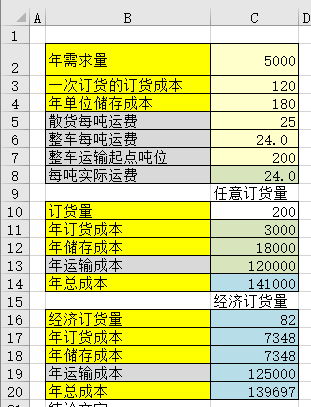 A B C D
1
2 年需求量 5000
3 一次订货的订货成本 120
4 年单位储存成本 180
5 散货每吨运费 25
6 整车每吨运费 24.0
7 整车运输起点吨位 200
8 每吨实际运费 24.0
9 任意订货量
10 订货量 200
11 年订货成本 3000
12 年储存成本 18000
13 年运输成本 120000
14 年总成本 141000
15 经济订货量
16 经济订货量 82
17 年订货成本 7348
18 年储存成本 7348
19 年运输成本 125000
20 年总成本 139697